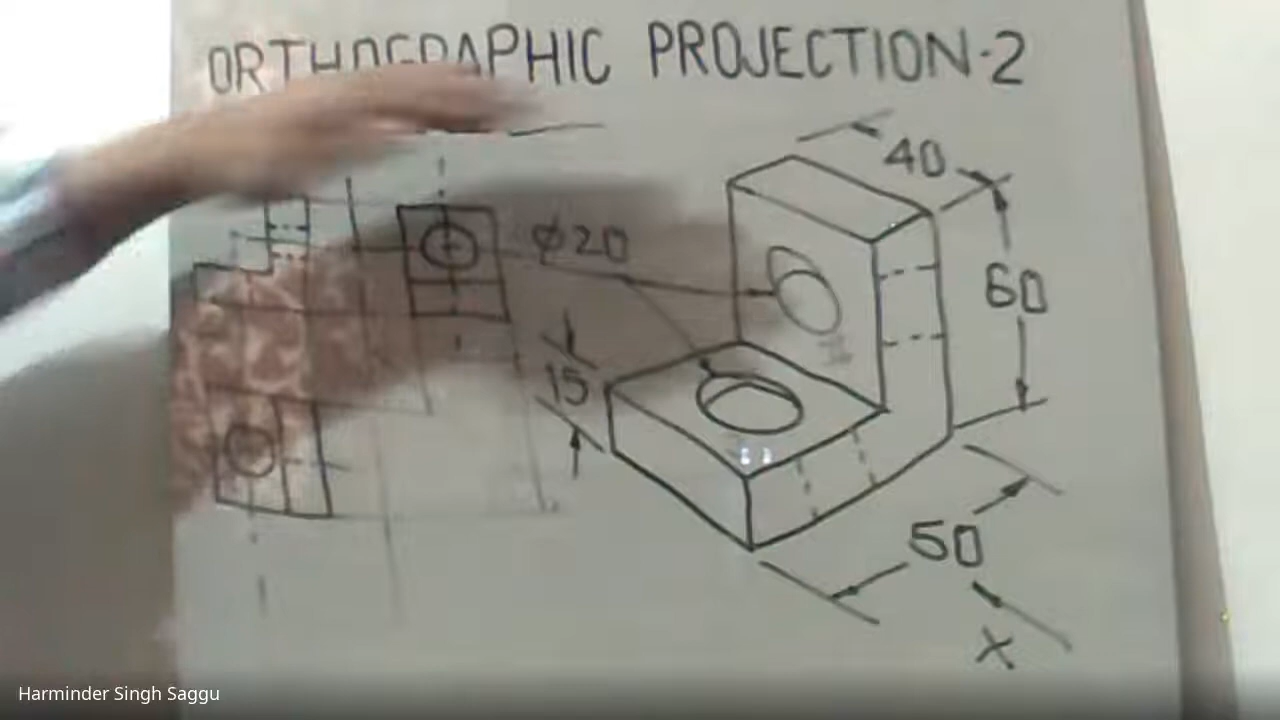 ORTHOGRAPHIC PROJECTION-2
40
φ20
60
15
50
X
Harminder Singh Saggu